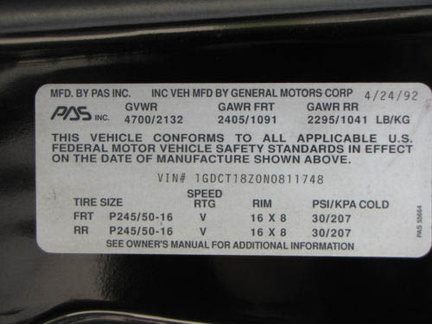 MFD. BY PAS INC. INC VEH MFD BY GENERAL MOTORS CORP 4/24/92
PAS INC. GVWR GAWR FRT GAWR RR
4700/2132 2405/1091 2295/1041 LB/KG
THIS VEHICLE CONFORMS TO ALL APPLICABLE U.S.
FEDERAL MOTOR VEHICLE SAFETY STANDARDS IN EFFECT
ON THE DATE OF MANUFACTURE SHOWN ABOVE.
VIN# 1GDCT18Z0N0811748
TIRE SIZE SPEED RTG RIM PSI/KPA COLD
FRT P245/50-16 V 16 X 8 30/207
RR P245/50-16 V 16 X 8 30/207
SEE OWNER'S MANUAL FOR ADDITIONAL INFORMATION